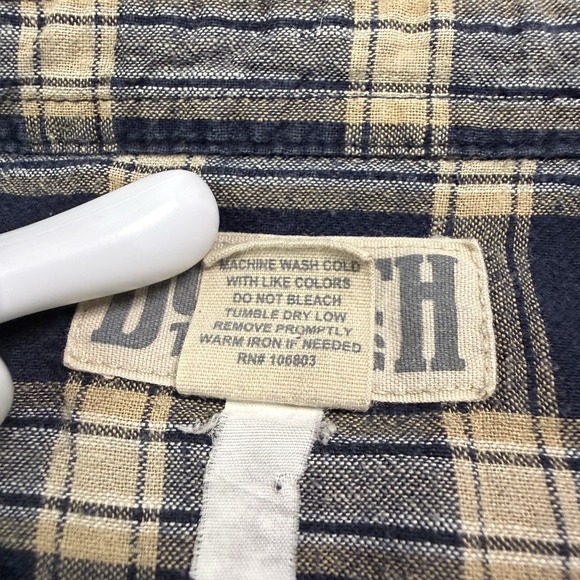 MACHINE WASH COLD
WITH LIKE COLORS
DO NOT BLEACH
TUMBLE DRY LOW
REMOVE PROMPTLY
WARM IRON IF NEEDED
RN# 106803